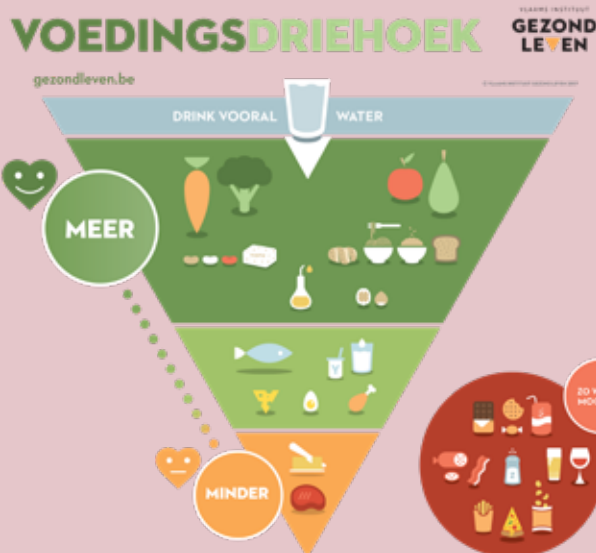 VLAAMS INSTITUUT
GEZOND
LEVEN
VOEDINGSDRIEHOEK
gezondleven.be
DRINK VOORAL WATER
MEER
MINDER